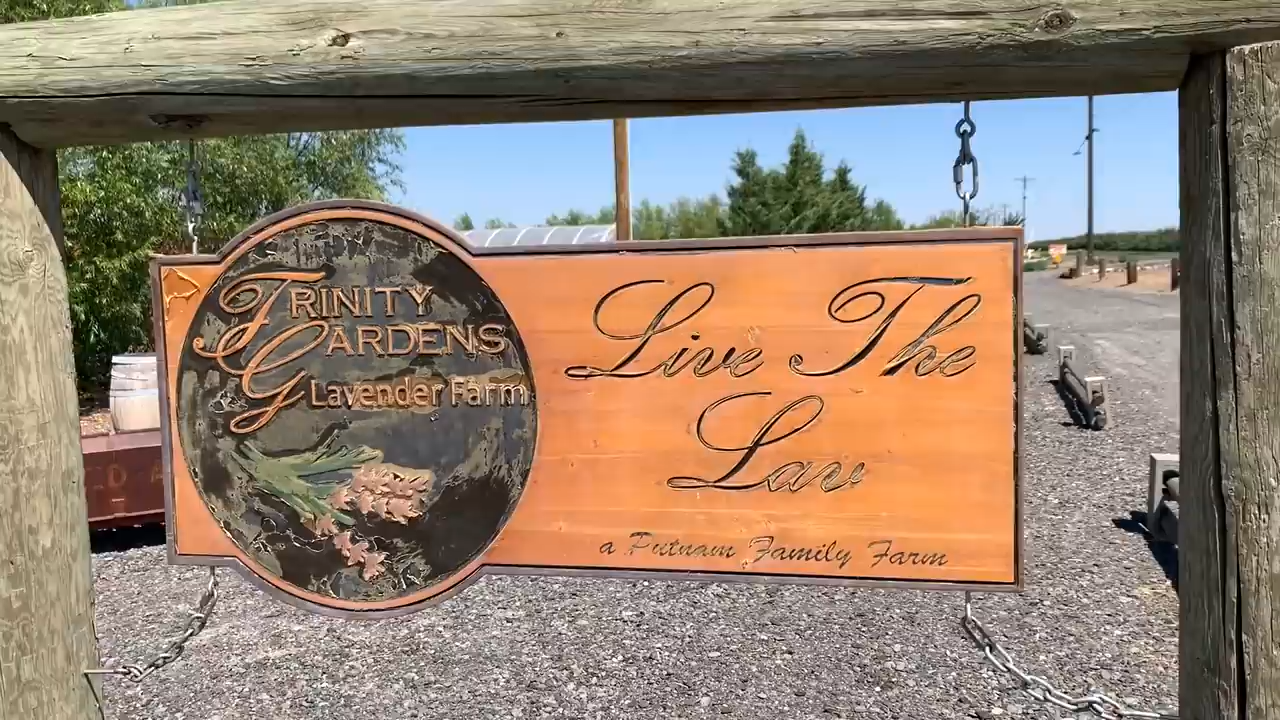 TRINITY
GARDENS
Lavender Farm
Live The
Lav
a Putnam Family Farm